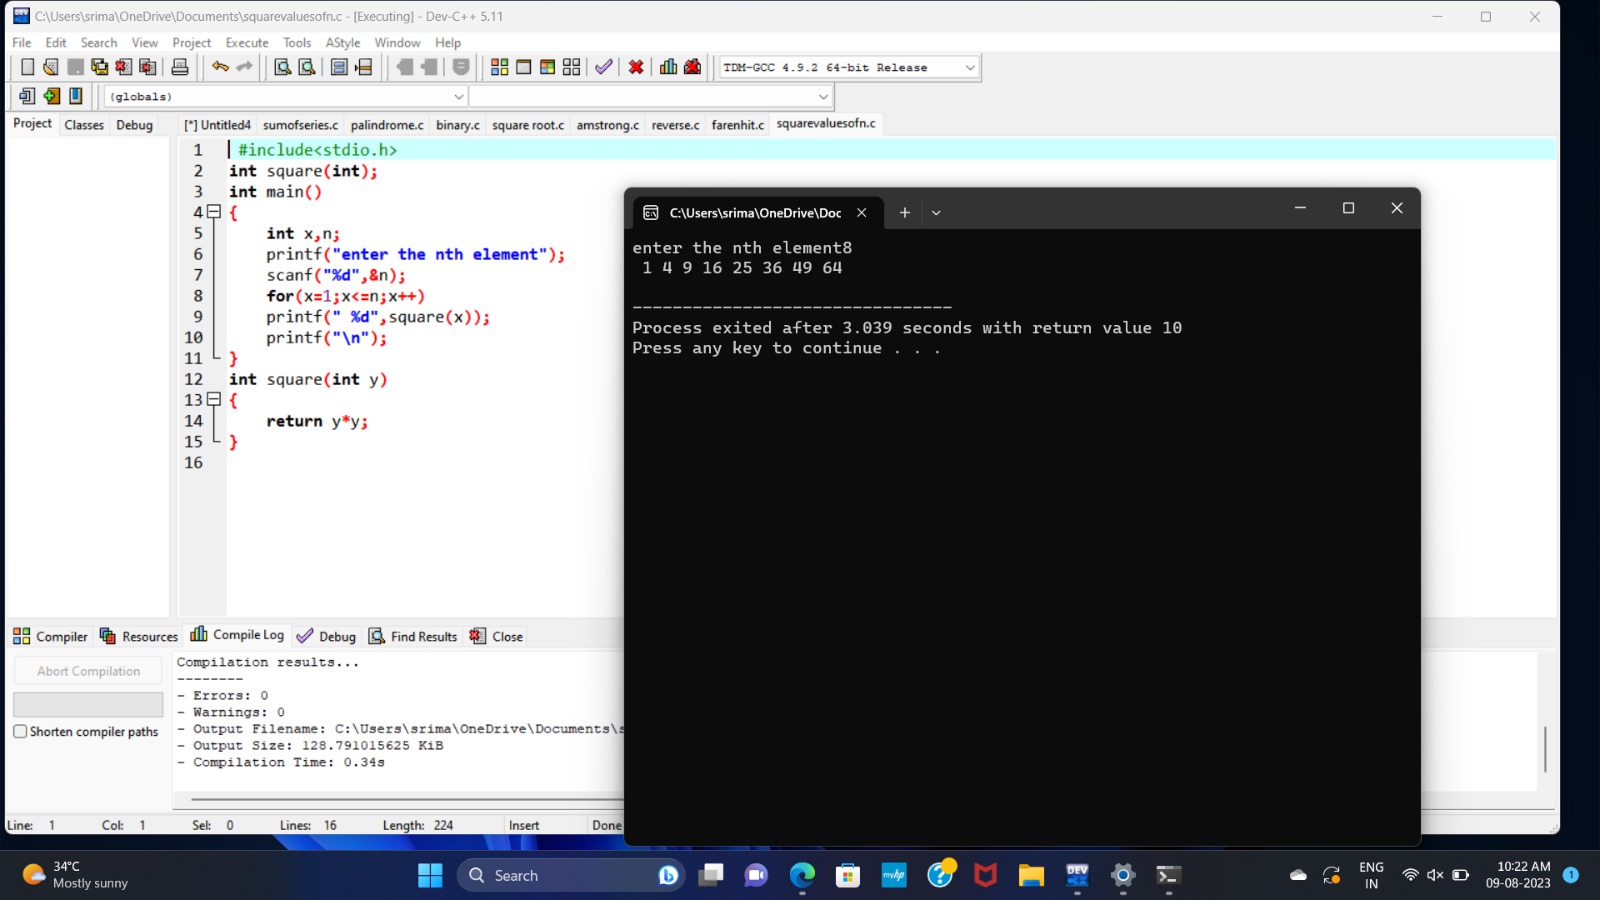 C:\Users\srima\OneDrive\Documents\squarevaluesofn.c - [Executing] - Dev-C++ 5.11
File Edit Search View Project Execute Tools AStyle Window Help
TDM-GCC 4.9.2 64-bit Release
(globals)
Project Classes Debug
[*] Untitled4 sumofseries.c palindrome.c binary.c square root.c amstrong.c reverse.c farenhit.c squarevaluesofn.c
1 #include<stdio.h>
2 int square(int);
3 int main()
4 {
5 int x,n;
6 printf("enter the nth element");
7 scanf("%d",&n);
8 for(x=1;x<=n;x++)
9 printf(" %d",square(x));
10 printf("\n");
11 }
12 int square(int y)
13 {
14 return y*y;
15 }
16
C:\Users\srima\OneDrive\Doc
enter the nth element8
1 4 9 16 25 36 49 64
--------------------------------
Process exited after 3.039 seconds with return value 10
Press any key to continue . . .
Compiler Resources Compile Log Debug Find Results Close
Abort Compilation
Shorten compiler paths
Compilation results...
--------
- Errors: 0
- Warnings: 0
- Output Filename: C:\Users\srima\OneDrive\Documents\s
- Output Size: 128.791015625 KiB
- Compilation Time: 0.34s
Line: 1 Col: 1 Sel: 0 Lines: 16 Length: 224 Insert Done
34°C
Mostly sunny
Search
myhp
DEV
ENG
IN
10:22 AM
09-08-2023
1